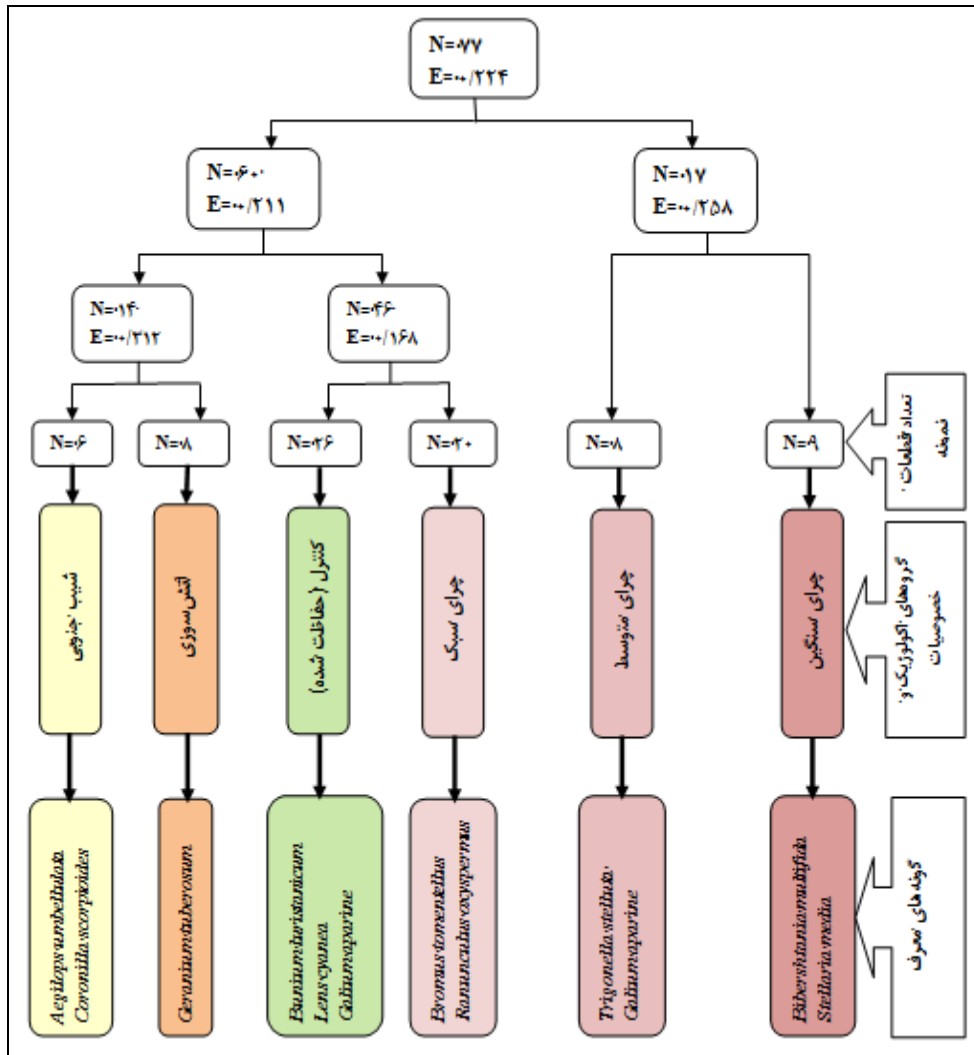 N=۷۷
E=۰/۲۲۴
N=۶۰
E=۰/۲۱۱
N=۱۷
E=۰/۲۵۸
N=۱۴
E=۰/۳۱۲
N=۴۶
E=۰/۱۶۸
N=۶
N=۸
N=۲۶
N=۲۰
N=۸
N=۹
تعداد قطعات
نمونه
شیب جنوبی
آتش‌سوزی
کنترل (حفاظت شده)
چرای سبک
چرای متوسط
چرای سنگین
گروه‌های اکولوژیک و
خصوصیات
Aegilops umbellulata
Coronilla scorpioides
Geranium tuberosum
Bunium luristanicum
Lens cyanea
Galium aparine
Bromus tomentellus
Ranunculus oxyspermus
Trigonella stellata
Galium aparine
Bibershtania multifida
Stellaria media
گونه‌های معرف